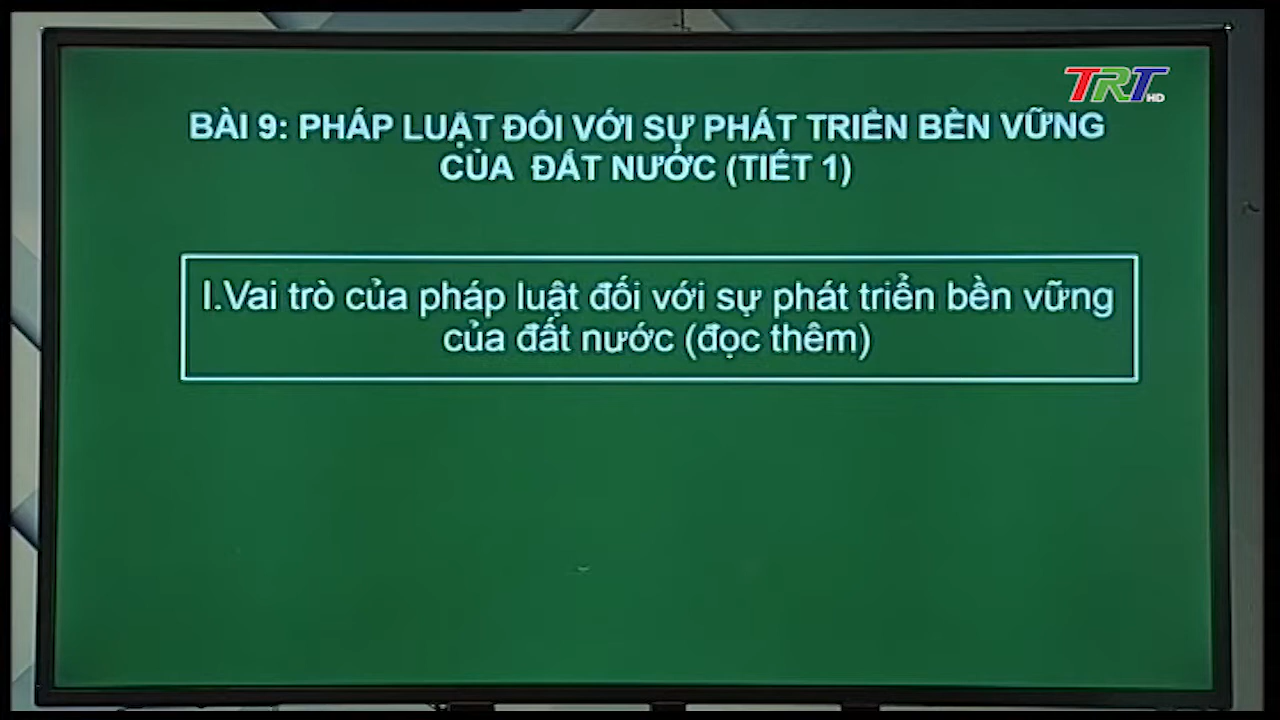 TRT HD
BÀI 9: PHÁP LUẬT ĐỐI VỚI SỰ PHÁT TRIỂN BỀN VỮNG
CỦA ĐẤT NƯỚC (TIẾT 1)
I.Vai trò của pháp luật đối với sự phát triển bền vững
của đất nước (đọc thêm)